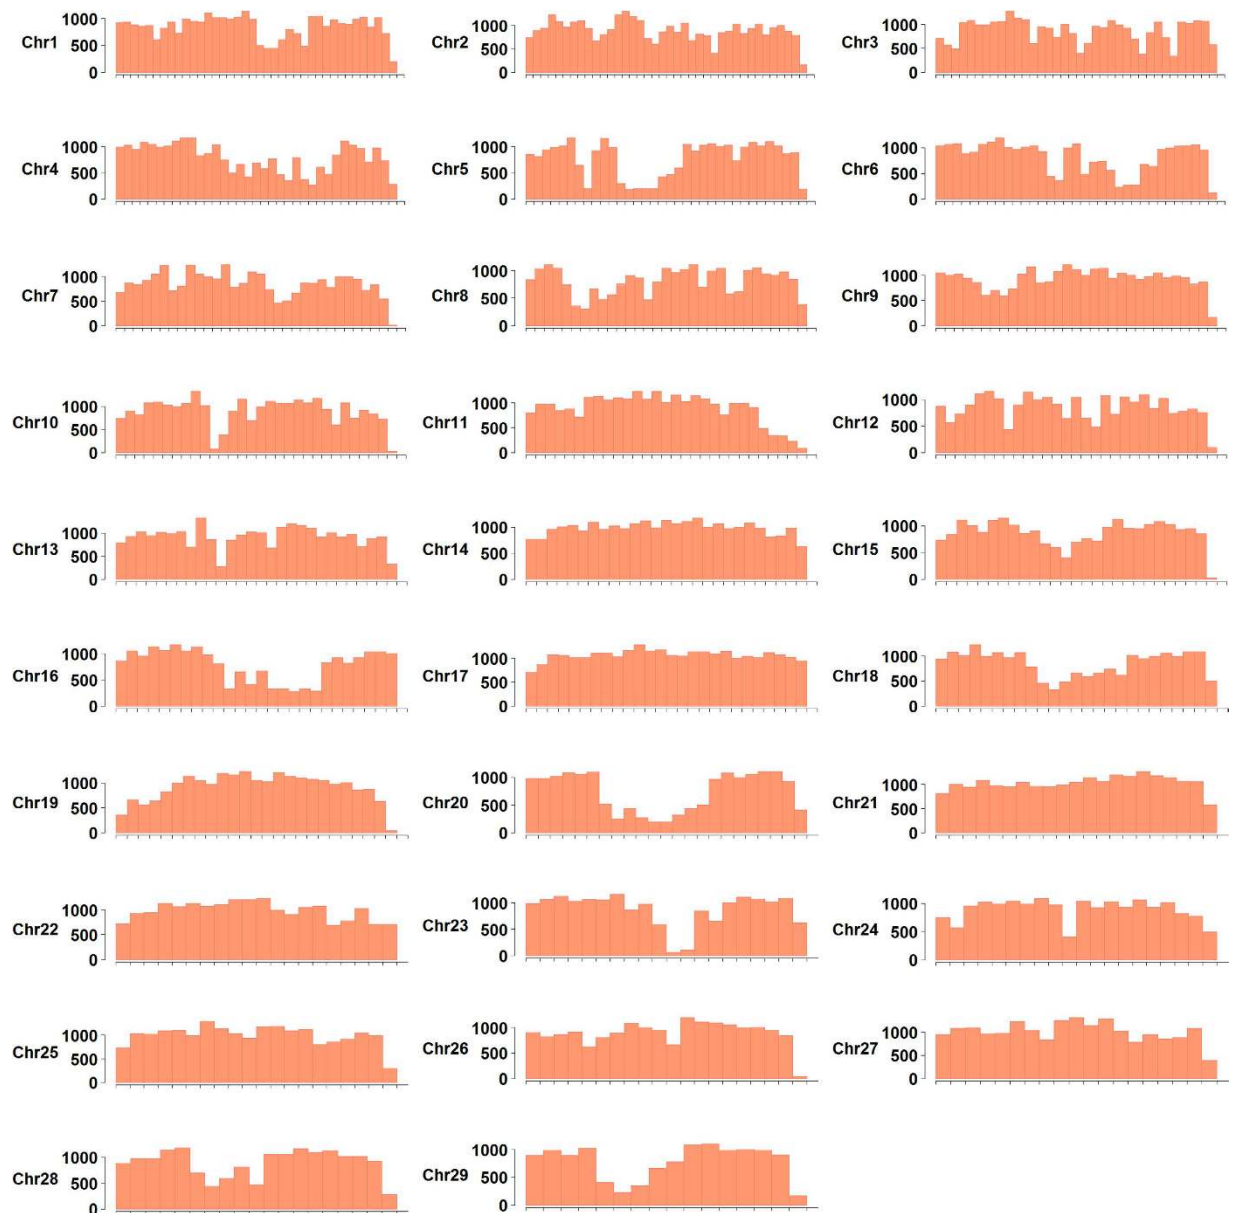 Chr1 1000 500 0
Chr2 1000 500 0
Chr3 1000 500 0
Chr4 1000 500 0
Chr5 1000 500 0
Chr6 1000 500 0
Chr7 1000 500 0
Chr8 1000 500 0
Chr9 1000 500 0
Chr10 1000 500 0
Chr11 1000 500 0
Chr12 1000 500 0
Chr13 1000 500 0
Chr14 1000 500 0
Chr15 1000 500 0
Chr16 1000 500 0
Chr17 1000 500 0
Chr18 1000 500 0
Chr19 1000 500 0
Chr20 1000 500 0
Chr21 1000 500 0
Chr22 1000 500 0
Chr23 1000 500 0
Chr24 1000 500 0
Chr25 1000 500 0
Chr26 1000 500 0
Chr27 1000 500 0
Chr28 1000 500 0
Chr29 1000 500 0